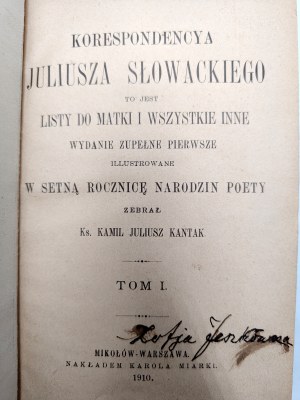 KORESPONDENCYA
JULIUSZA SŁOWACKIEGO
TO JEST
LISTY DO MATKI I WSZYSTKIE INNE
WYDANIE ZUPEŁNE PIERWSZE
ILLUSTROWANE
W SETNĄ ROCZNICĘ NARODZIN POETY
ZEBRAŁ
Ks. KAMIL JULIUSZ KANTAK.
TOM I.
Zofja
MIKOŁÓW-WARSZAWA.
NAKŁADEM KAROLA MIARKI.
1910.